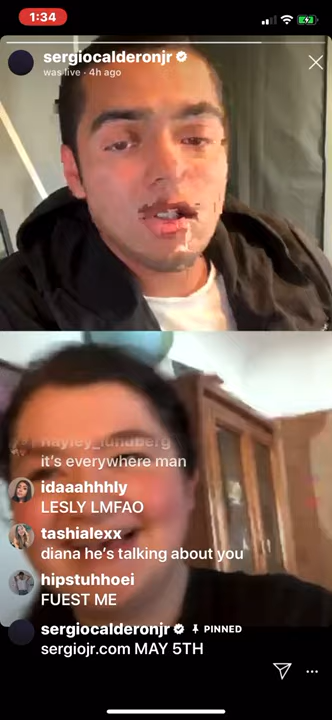 1:34
sergiocalderonjr
was live · 4h ago
hayley_lundberg
it's everywhere man
idaaahhhly
LESLY LMFAO
tashialexx
diana he's talking about you
hipstuhhoei
FUEST ME
sergiocalderonjr PINNED
sergiojr.com MAY 5TH